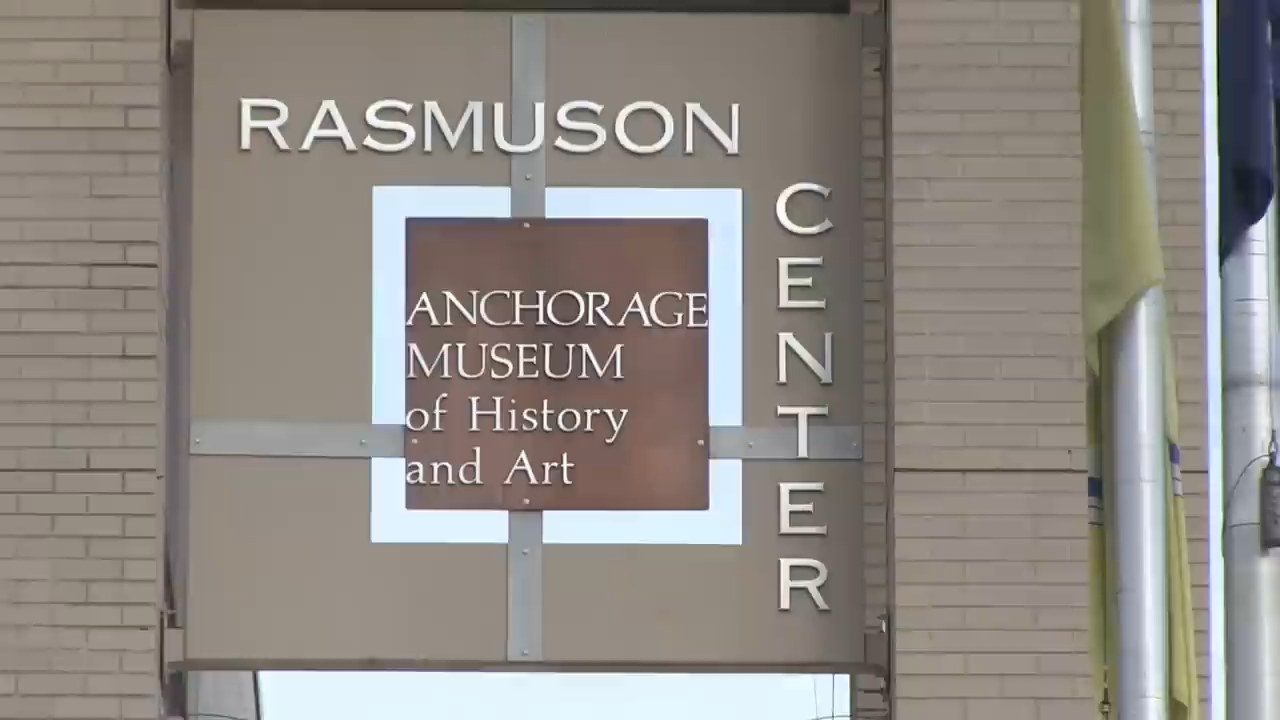 RASMUSON
CENTER
ANCHORAGE
MUSEUM
of History
and Art